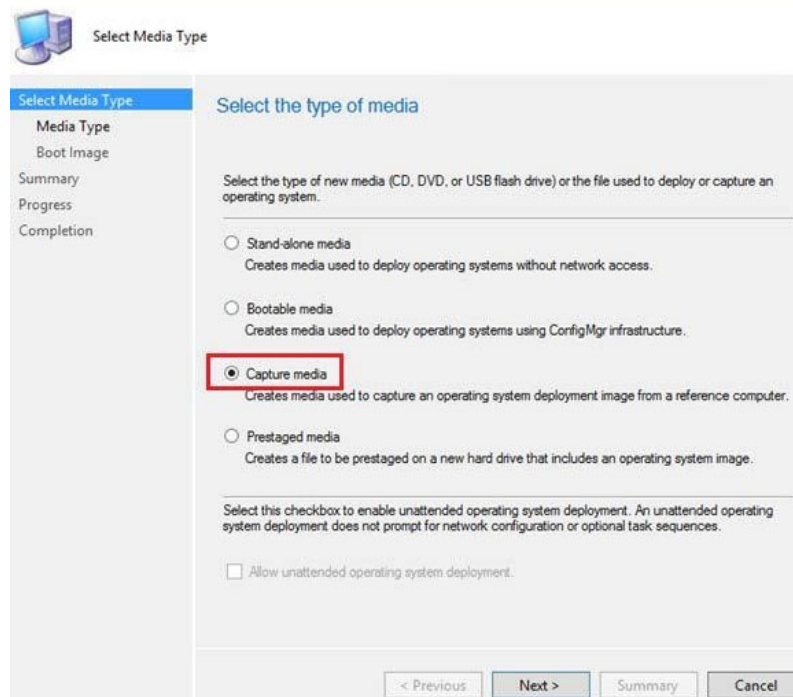 Select Media Type
Select Media Type
Media Type
Boot Image
Summary
Progress
Completion
Select the type of media
Select the type of new media (CD, DVD, or USB flash drive) or the file used to deploy or capture an
operating system.
Stand-alone media
Creates media used to deploy operating systems without network access.
Bootable media
Creates media used to deploy operating systems using ConfigMgr infrastructure.
Capture media
Creates media used to capture an operating system deployment image from a reference computer.
Prestaged media
Creates a file to be prestaged on a new hard drive that includes an operating system image.
Select this checkbox to enable unattended operating system deployment. An unattended operating
system deployment does not prompt for network configuration or optional task sequences.
Allow unattended operating system deployment.
< Previous
Next >
Summary
Cancel